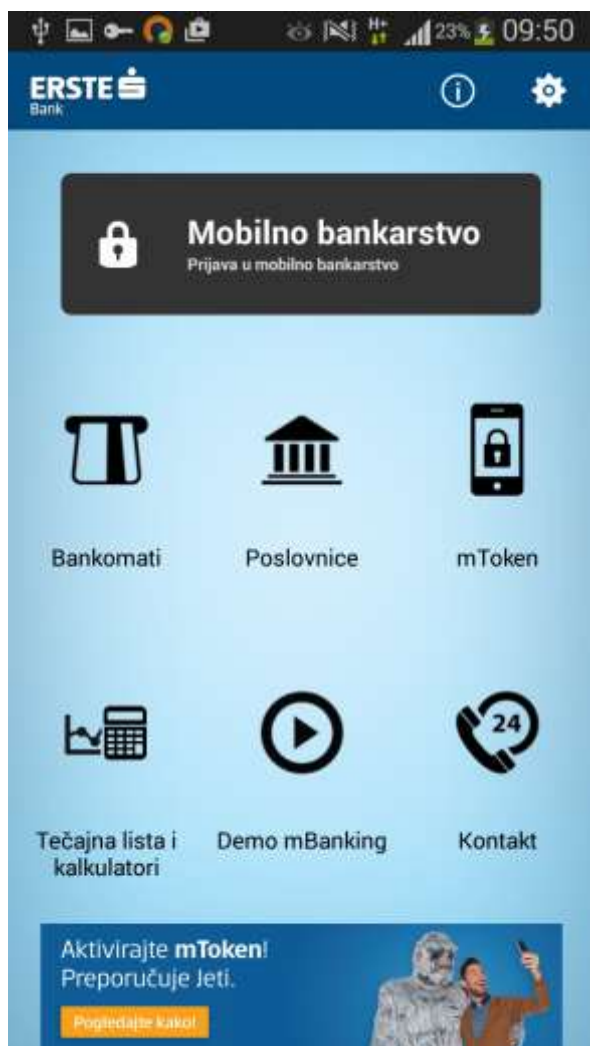 23% 09:50
ERSTE
Bank
Mobilno bankarstvo
Prijava u mobilno bankarstvo
Bankomati Poslovnice mToken
24
Tečajna lista i Demo mBanking Kontakt
kalkulatori
Aktivirajte mToken!
Preporučuje Jeti.
Pogledajte kako!